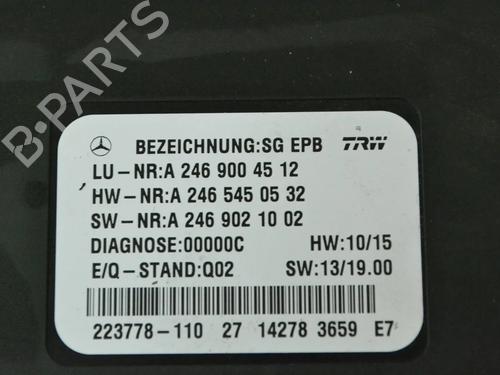 B-PARTS
BEZEICHNUNG:SG EPB TRW
LU-NR:A 246 900 45 12
HW-NR:A 246 545 05 32
SW-NR:A 246 902 10 02
DIAGNOSE:00000C HW:10/15
E/Q-STAND:Q02 SW:13/19.00
223778-110 27 14278 3659 E7